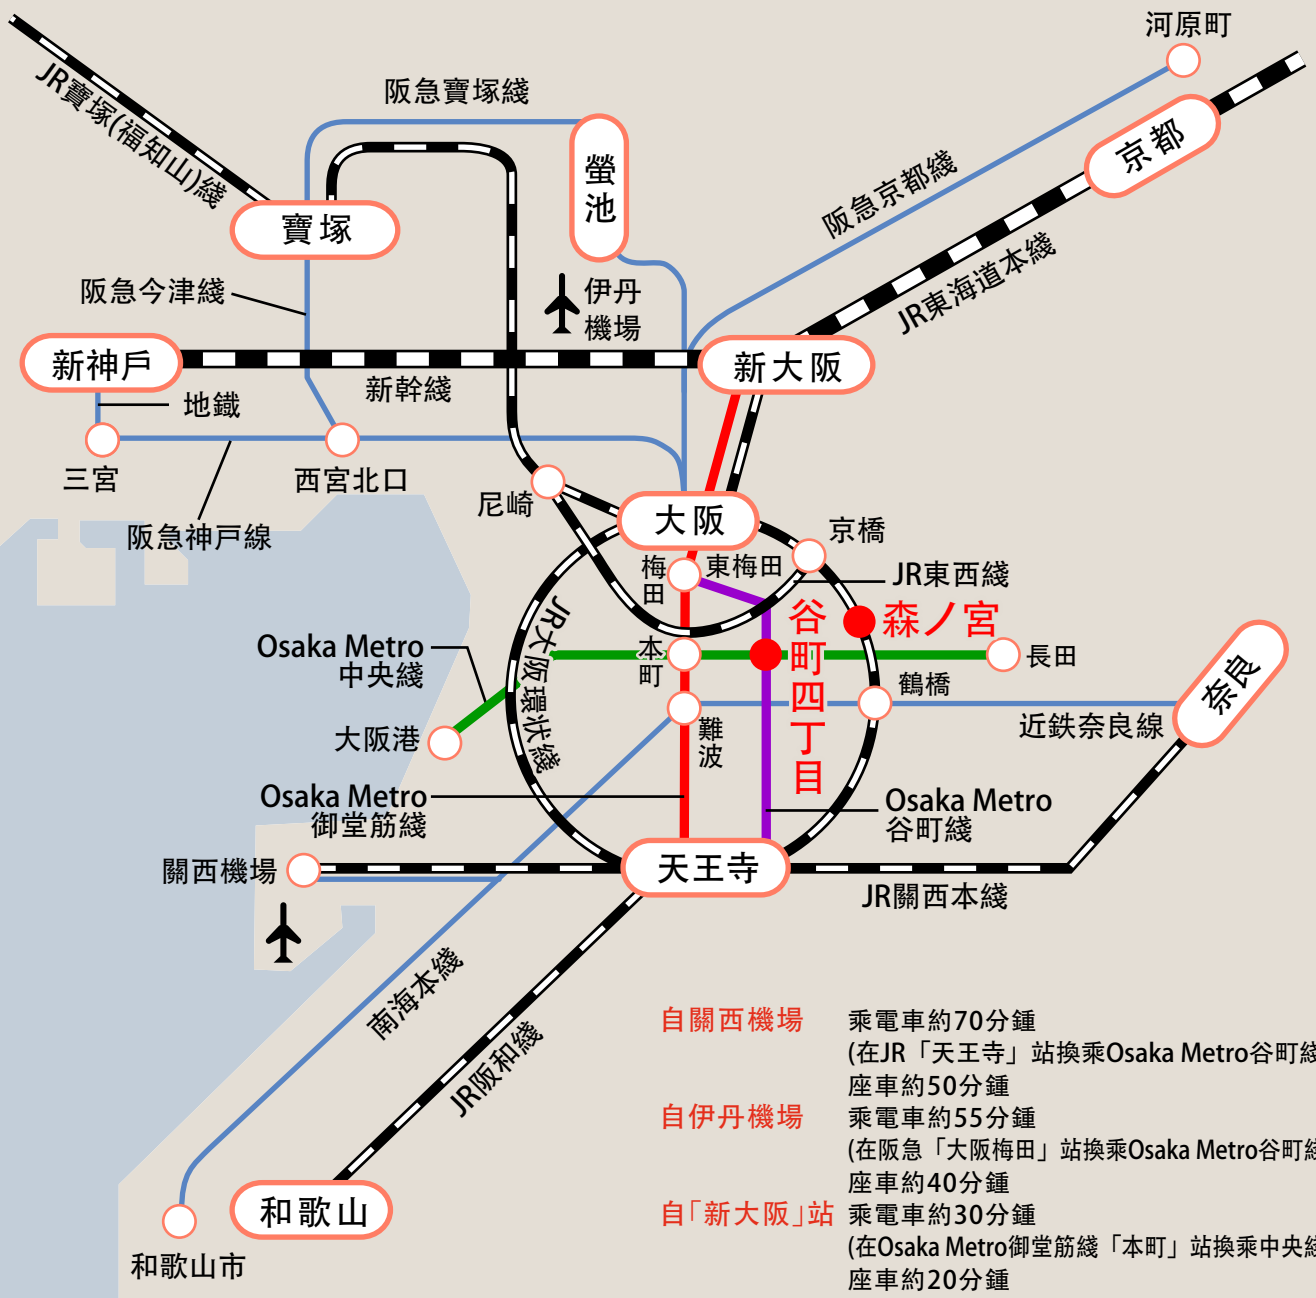 河原町
京都
阪急京都綫
JR東海道本綫
JR寶塚(福知山)綫
阪急寶塚綫
螢池
寶塚
阪急今津綫
伊丹
機場
新神戶
新幹綫
新大阪
地鐵
三宮
西宮北口
阪急神戸線
尼崎
大阪
京橋
梅田
東梅田
JR東西綫
谷町四丁目
森ノ宮
JR大阪環状綫
Osaka Metro
中央綫
本町
長田
鶴橋
奈良
大阪港
難波
近鉄奈良線
Osaka Metro
御堂筋綫
Osaka Metro
谷町綫
關西機場
天王寺
JR關西本綫
南海本綫
JR阪和綫
和歌山
和歌山市
自關西機場 乘電車約70分鍾
(在JR「天王寺」站換乘Osaka Metro谷町綫
座車約50分鍾
自伊丹機場 乘電車約55分鍾
(在阪急「大阪梅田」站換乘Osaka Metro谷町綫
座車約40分鍾
自「新大阪」站 乘電車約30分鍾
(在Osaka Metro御堂筋綫「本町」站換乘中央綫
座車約20分鍾